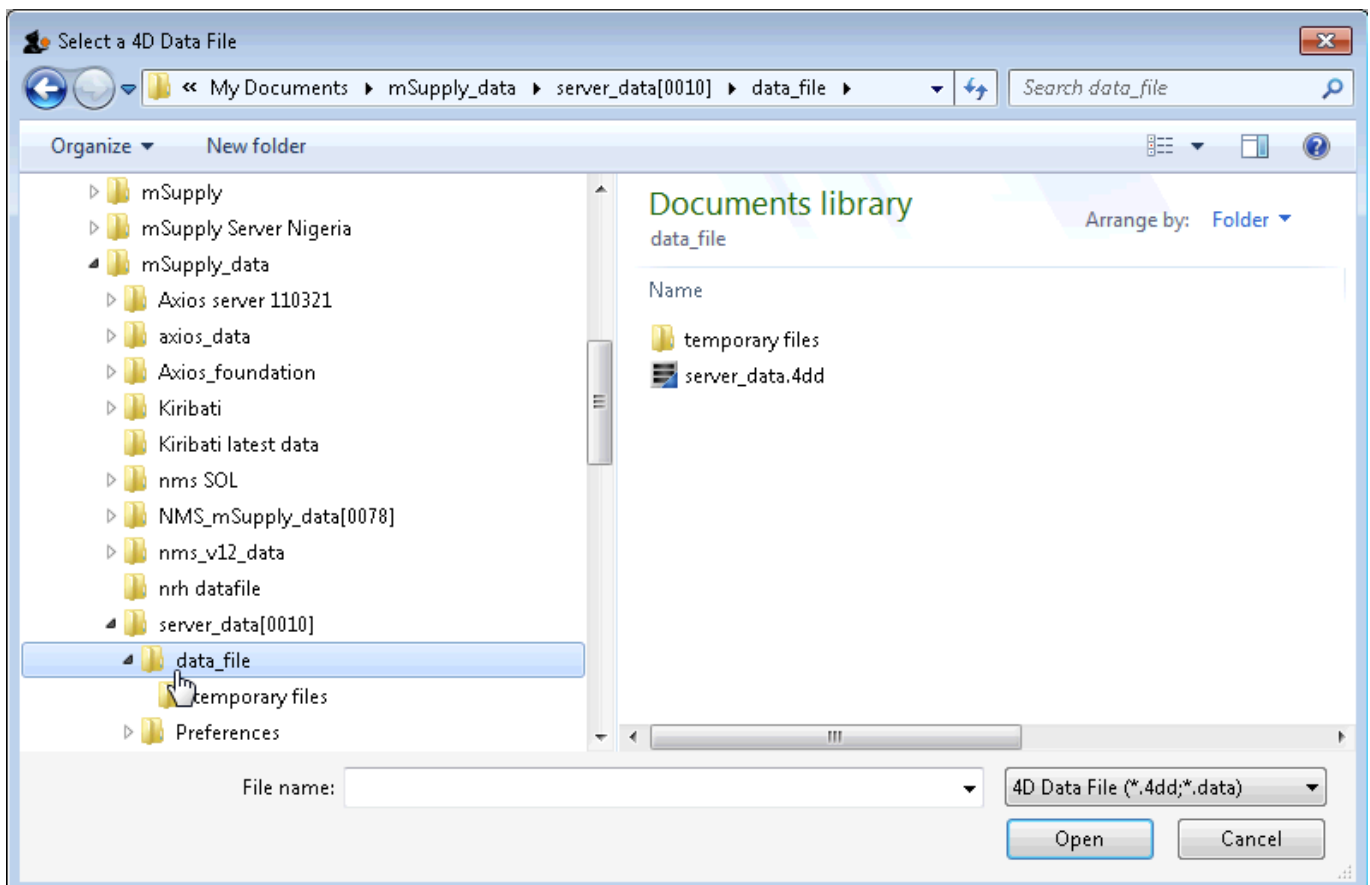 Select a 4D Data File
« My Documents ▸ mSupply_data ▸ server_data[0010] ▸ data_file ▸
Search data_file
Organize
New folder
mSupply
mSupply Server Nigeria
mSupply_data
Axios server 110321
axios_data
Axios_foundation
Kiribati
Kiribati latest data
nms SOL
NMS_mSupply_data[0078]
nms_v12_data
nrh datafile
server_data[0010]
data_file
temporary files
Preferences
Documents library
data_file
Arrange by: Folder
Name
temporary files
server_data.4dd
File name:
4D Data File (*.4dd;*.data)
Open
Cancel